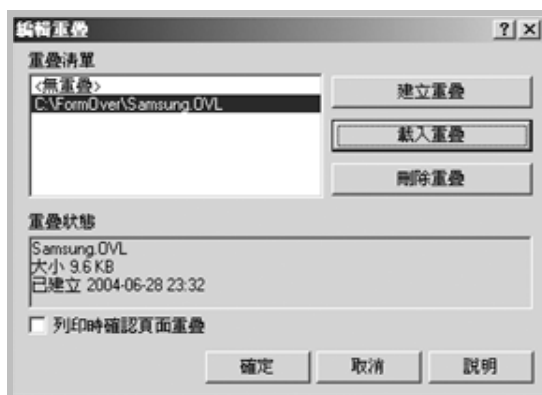 編輯重疊
重疊清單
<無重疊>
C:\FormOver\Samsung.OVL
建立重疊
載入重疊
刪除重疊
重疊狀態
Samsung.OVL
大小 9.6 KB
已建立 2004-06-28 23:32
列印時確認頁面重疊
確定 取消 說明